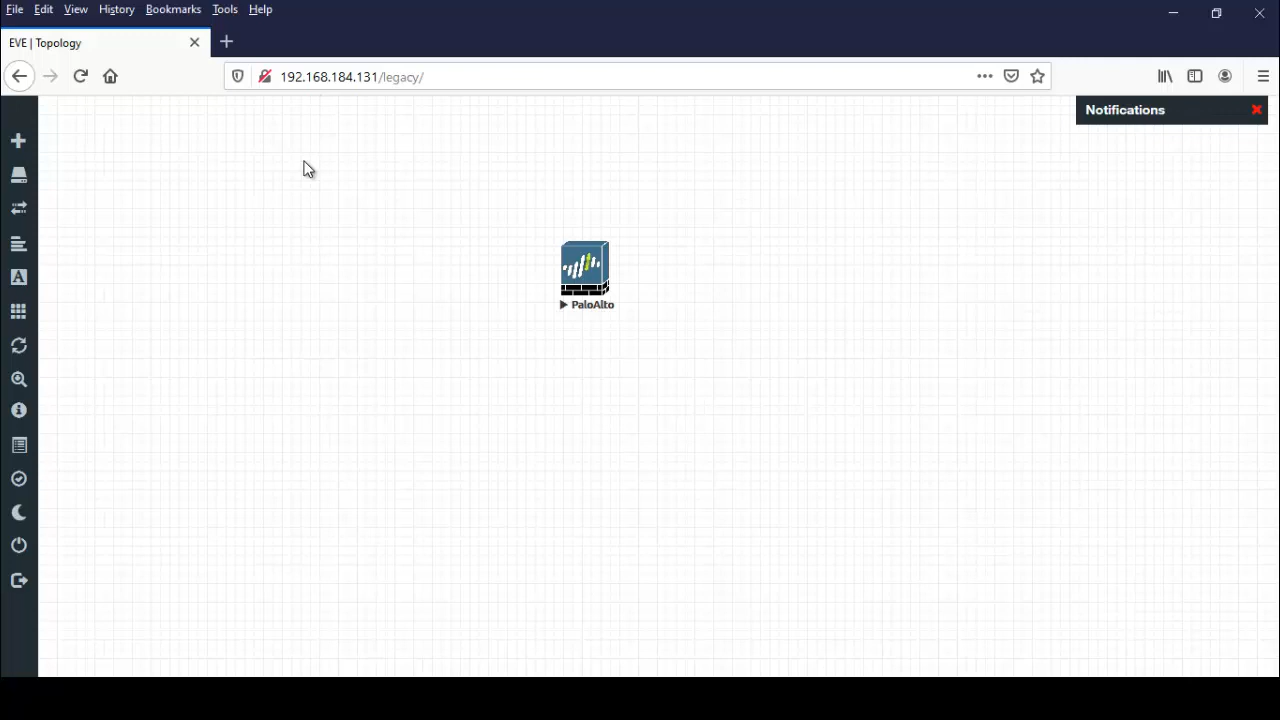 File Edit View History Bookmarks Tools Help
EVE | Topology
192.168.184.131/legacy/
Notifications
PaloAlto